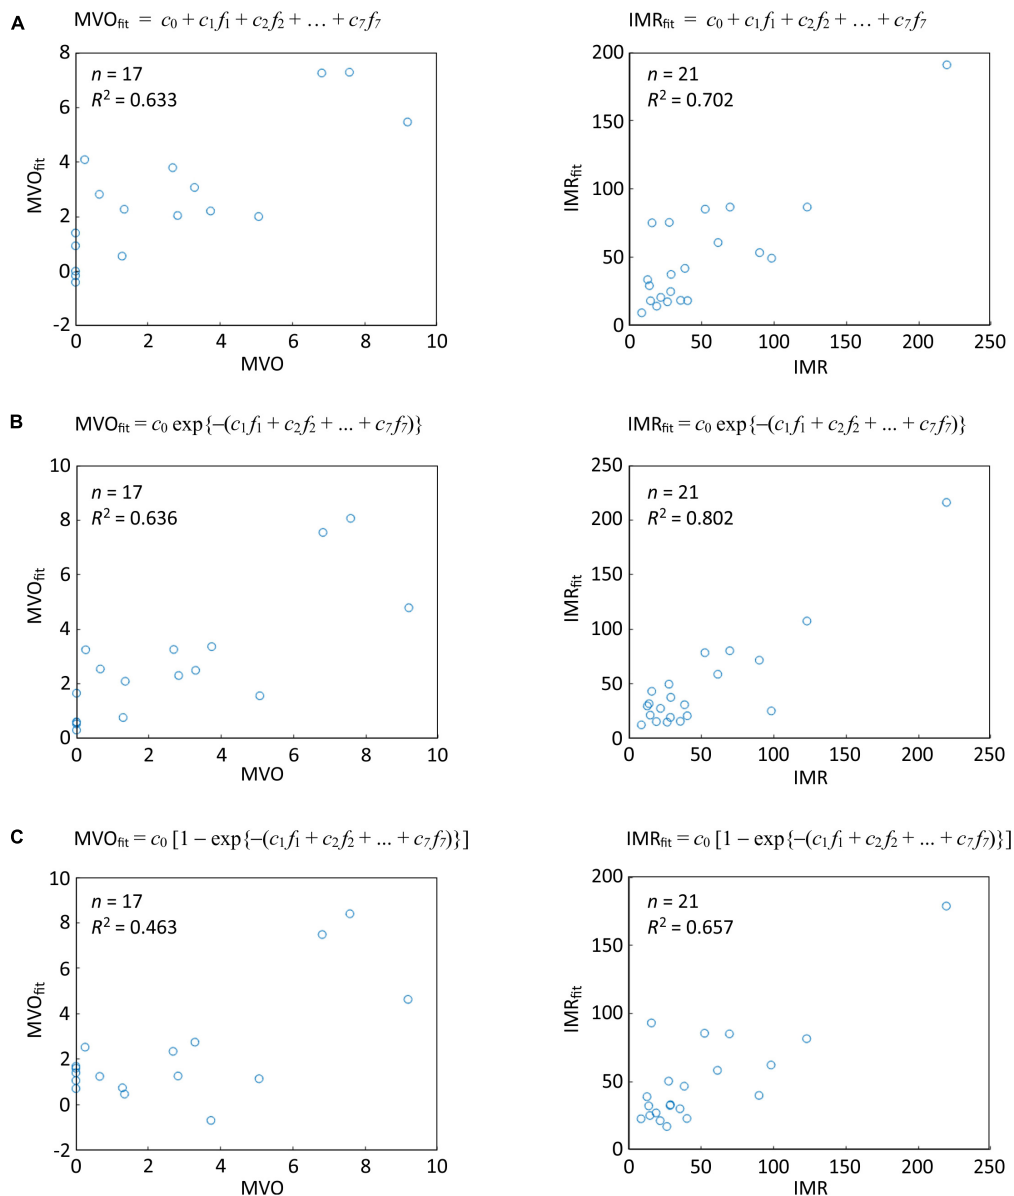 A
MVOfit = c0 + c1f1 + c2f2 + … + c7f7
IMRfit = c0 + c1f1 + c2f2 + … + c7f7
n = 17
R2 = 0.633
MVOfit
8
6
4
2
0
-2
0 2 4 6 8 10
MVO
n = 21
R2 = 0.702
IMRfit
200
150
100
50
0
0 50 100 150 200 250
IMR
B
MVOfit = c0 exp{–(c1f1 + c2f2 + ... + c7f7)}
IMRfit = c0 exp{–(c1f1 + c2f2 + ... + c7f7)}
n = 17
R2 = 0.636
MVOfit
10
8
6
4
2
0
0 2 4 6 8 10
MVO
n = 21
R2 = 0.802
IMRfit
250
200
150
100
50
0
0 50 100 150 200 250
IMR
C
MVOfit = c0 [1 – exp{–(c1f1 + c2f2 + ... + c7f7)}]
IMRfit = c0 [1 – exp{–(c1f1 + c2f2 + ... + c7f7)}]
n = 17
R2 = 0.463
MVOfit
10
8
6
4
2
0
-2
0 2 4 6 8 10
MVO
n = 21
R2 = 0.657
IMRfit
200
150
100
50
0
0 50 100 150 200 250
IMR